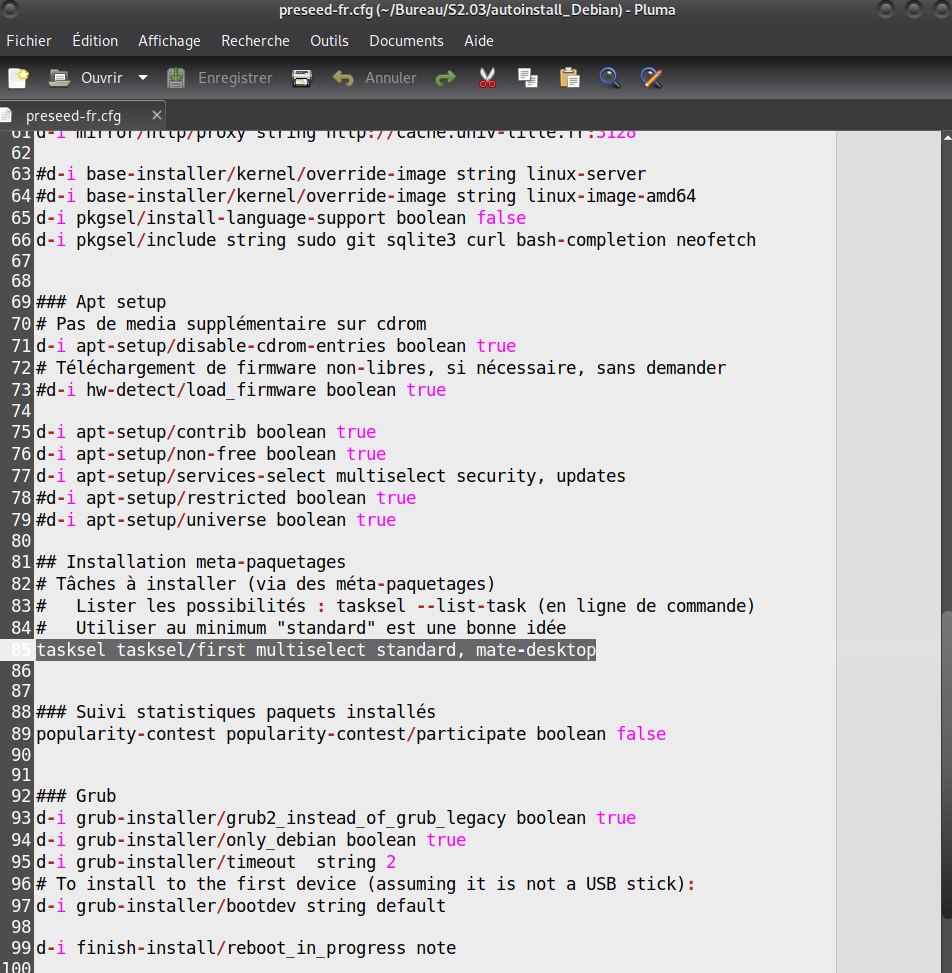 preseed-fr.cfg (~/Bureau/S2.03/autoinstall_Debian) - Pluma
Fichier Édition Affichage Recherche Outils Documents Aide
Ouvrir Enregistrer Annuler
preseed-fr.cfg
61 d-i mirror/http/proxy string http://cache.univ-lille.fr:3128
62
63 #d-i base-installer/kernel/override-image string linux-server
64 #d-i base-installer/kernel/override-image string linux-image-amd64
65 d-i pkgsel/install-language-support boolean false
66 d-i pkgsel/include string sudo git sqlite3 curl bash-completion neofetch
67
68
69 ### Apt setup
70 # Pas de media supplémentaire sur cdrom
71 d-i apt-setup/disable-cdrom-entries boolean true
72 # Téléchargement de firmware non-libres, si nécessaire, sans demander
73 #d-i hw-detect/load_firmware boolean true
74
75 d-i apt-setup/contrib boolean true
76 d-i apt-setup/non-free boolean true
77 d-i apt-setup/services-select multiselect security, updates
78 #d-i apt-setup/restricted boolean true
79 #d-i apt-setup/universe boolean true
80
81 ## Installation meta-paquetages
82 # Tâches à installer (via des méta-paquetages)
83 #   Lister les possibilités : tasksel --list-task (en ligne de commande)
84 #   Utiliser au minimum "standard" est une bonne idée
85 tasksel tasksel/first multiselect standard, mate-desktop
86
87
88 ### Suivi statistiques paquets installés
89 popularity-contest popularity-contest/participate boolean false
90
91
92 ### Grub
93 d-i grub-installer/grub2_instead_of_grub_legacy boolean true
94 d-i grub-installer/only_debian boolean true
95 d-i grub-installer/timeout  string 2
96 # To install to the first device (assuming it is not a USB stick):
97 d-i grub-installer/bootdev string default
98
99 d-i finish-install/reboot_in_progress note
100